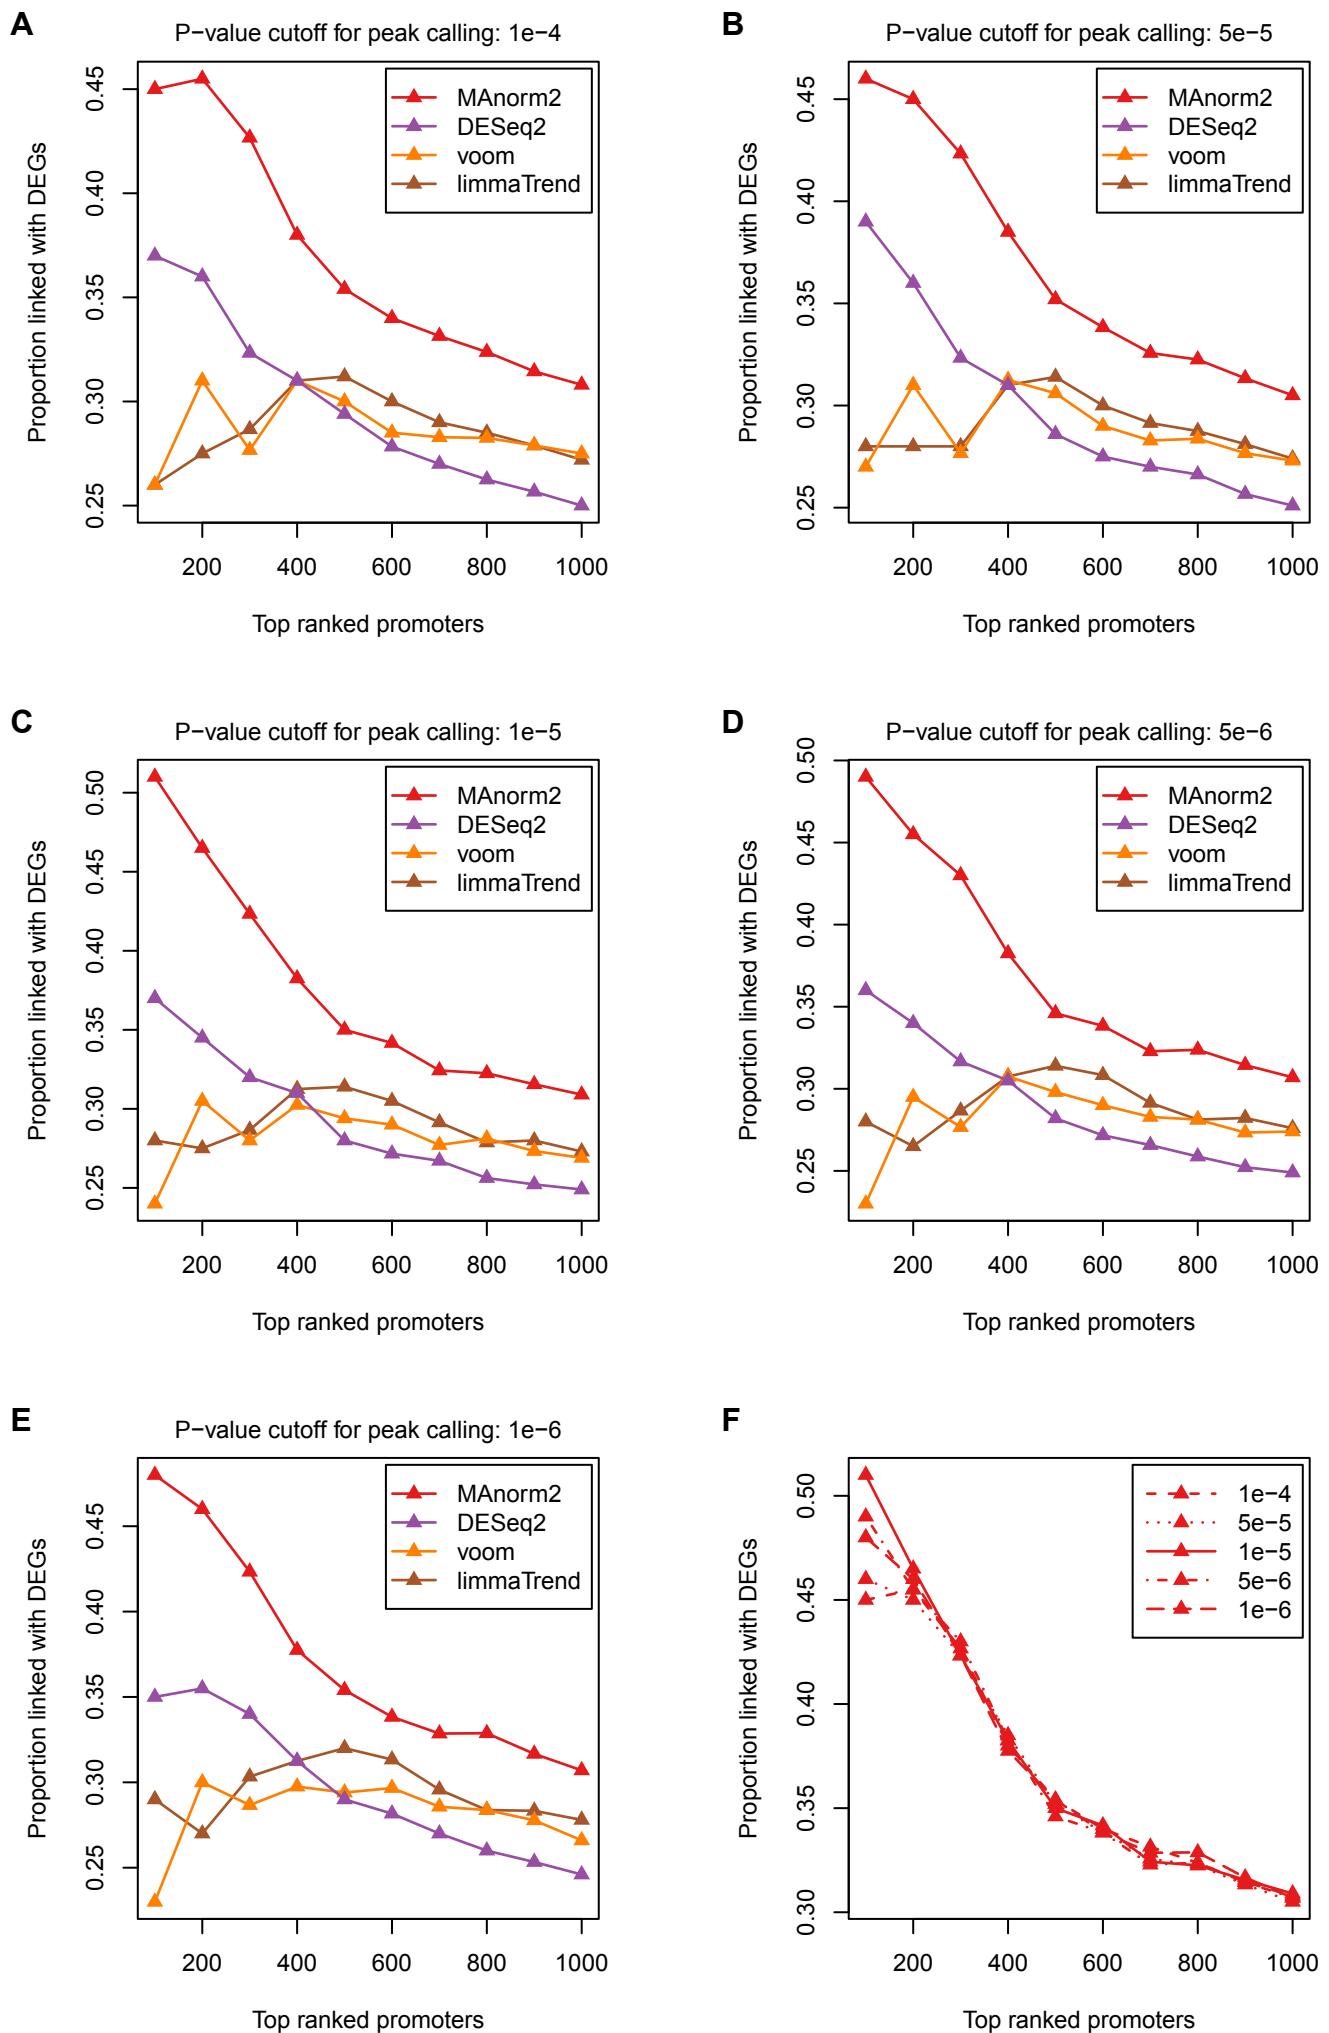 A
P−value cutoff for peak calling: 1e−4
MAnorm2
DESeq2
voom
limmaTrend
Proportion linked with DEGs
0.25
0.30
0.35
0.40
0.45
200 400 600 800 1000
Top ranked promoters
B
P−value cutoff for peak calling: 5e−5
MAnorm2
DESeq2
voom
limmaTrend
Proportion linked with DEGs
0.25
0.30
0.35
0.40
0.45
200 400 600 800 1000
Top ranked promoters
C
P−value cutoff for peak calling: 1e−5
MAnorm2
DESeq2
voom
limmaTrend
Proportion linked with DEGs
0.25
0.30
0.35
0.40
0.45
0.50
200 400 600 800 1000
Top ranked promoters
D
P−value cutoff for peak calling: 5e−6
MAnorm2
DESeq2
voom
limmaTrend
Proportion linked with DEGs
0.25
0.30
0.35
0.40
0.45
0.50
200 400 600 800 1000
Top ranked promoters
E
P−value cutoff for peak calling: 1e−6
MAnorm2
DESeq2
voom
limmaTrend
Proportion linked with DEGs
0.25
0.30
0.35
0.40
0.45
200 400 600 800 1000
Top ranked promoters
F
1e−4
5e−5
1e−5
5e−6
1e−6
Proportion linked with DEGs
0.30
0.35
0.40
0.45
0.50
200 400 600 800 1000
Top ranked promoters